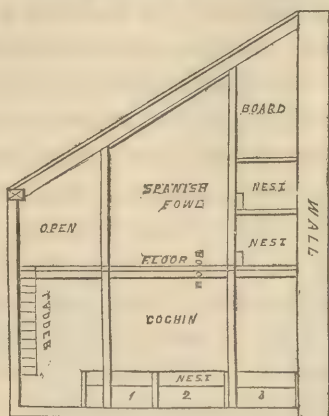 BOARD
SPANISH
FOWL
NEST
WALL
OPEN
NEST
FLOOR
LADDER
COCHIN
NEST
1 2 3